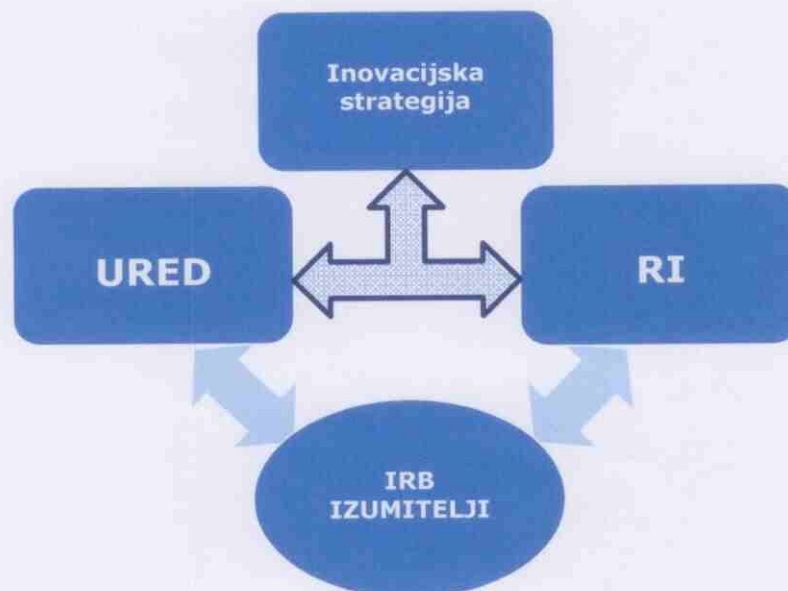 Inovacijska
strategija
URED
RI
IRB
IZUMITELJI